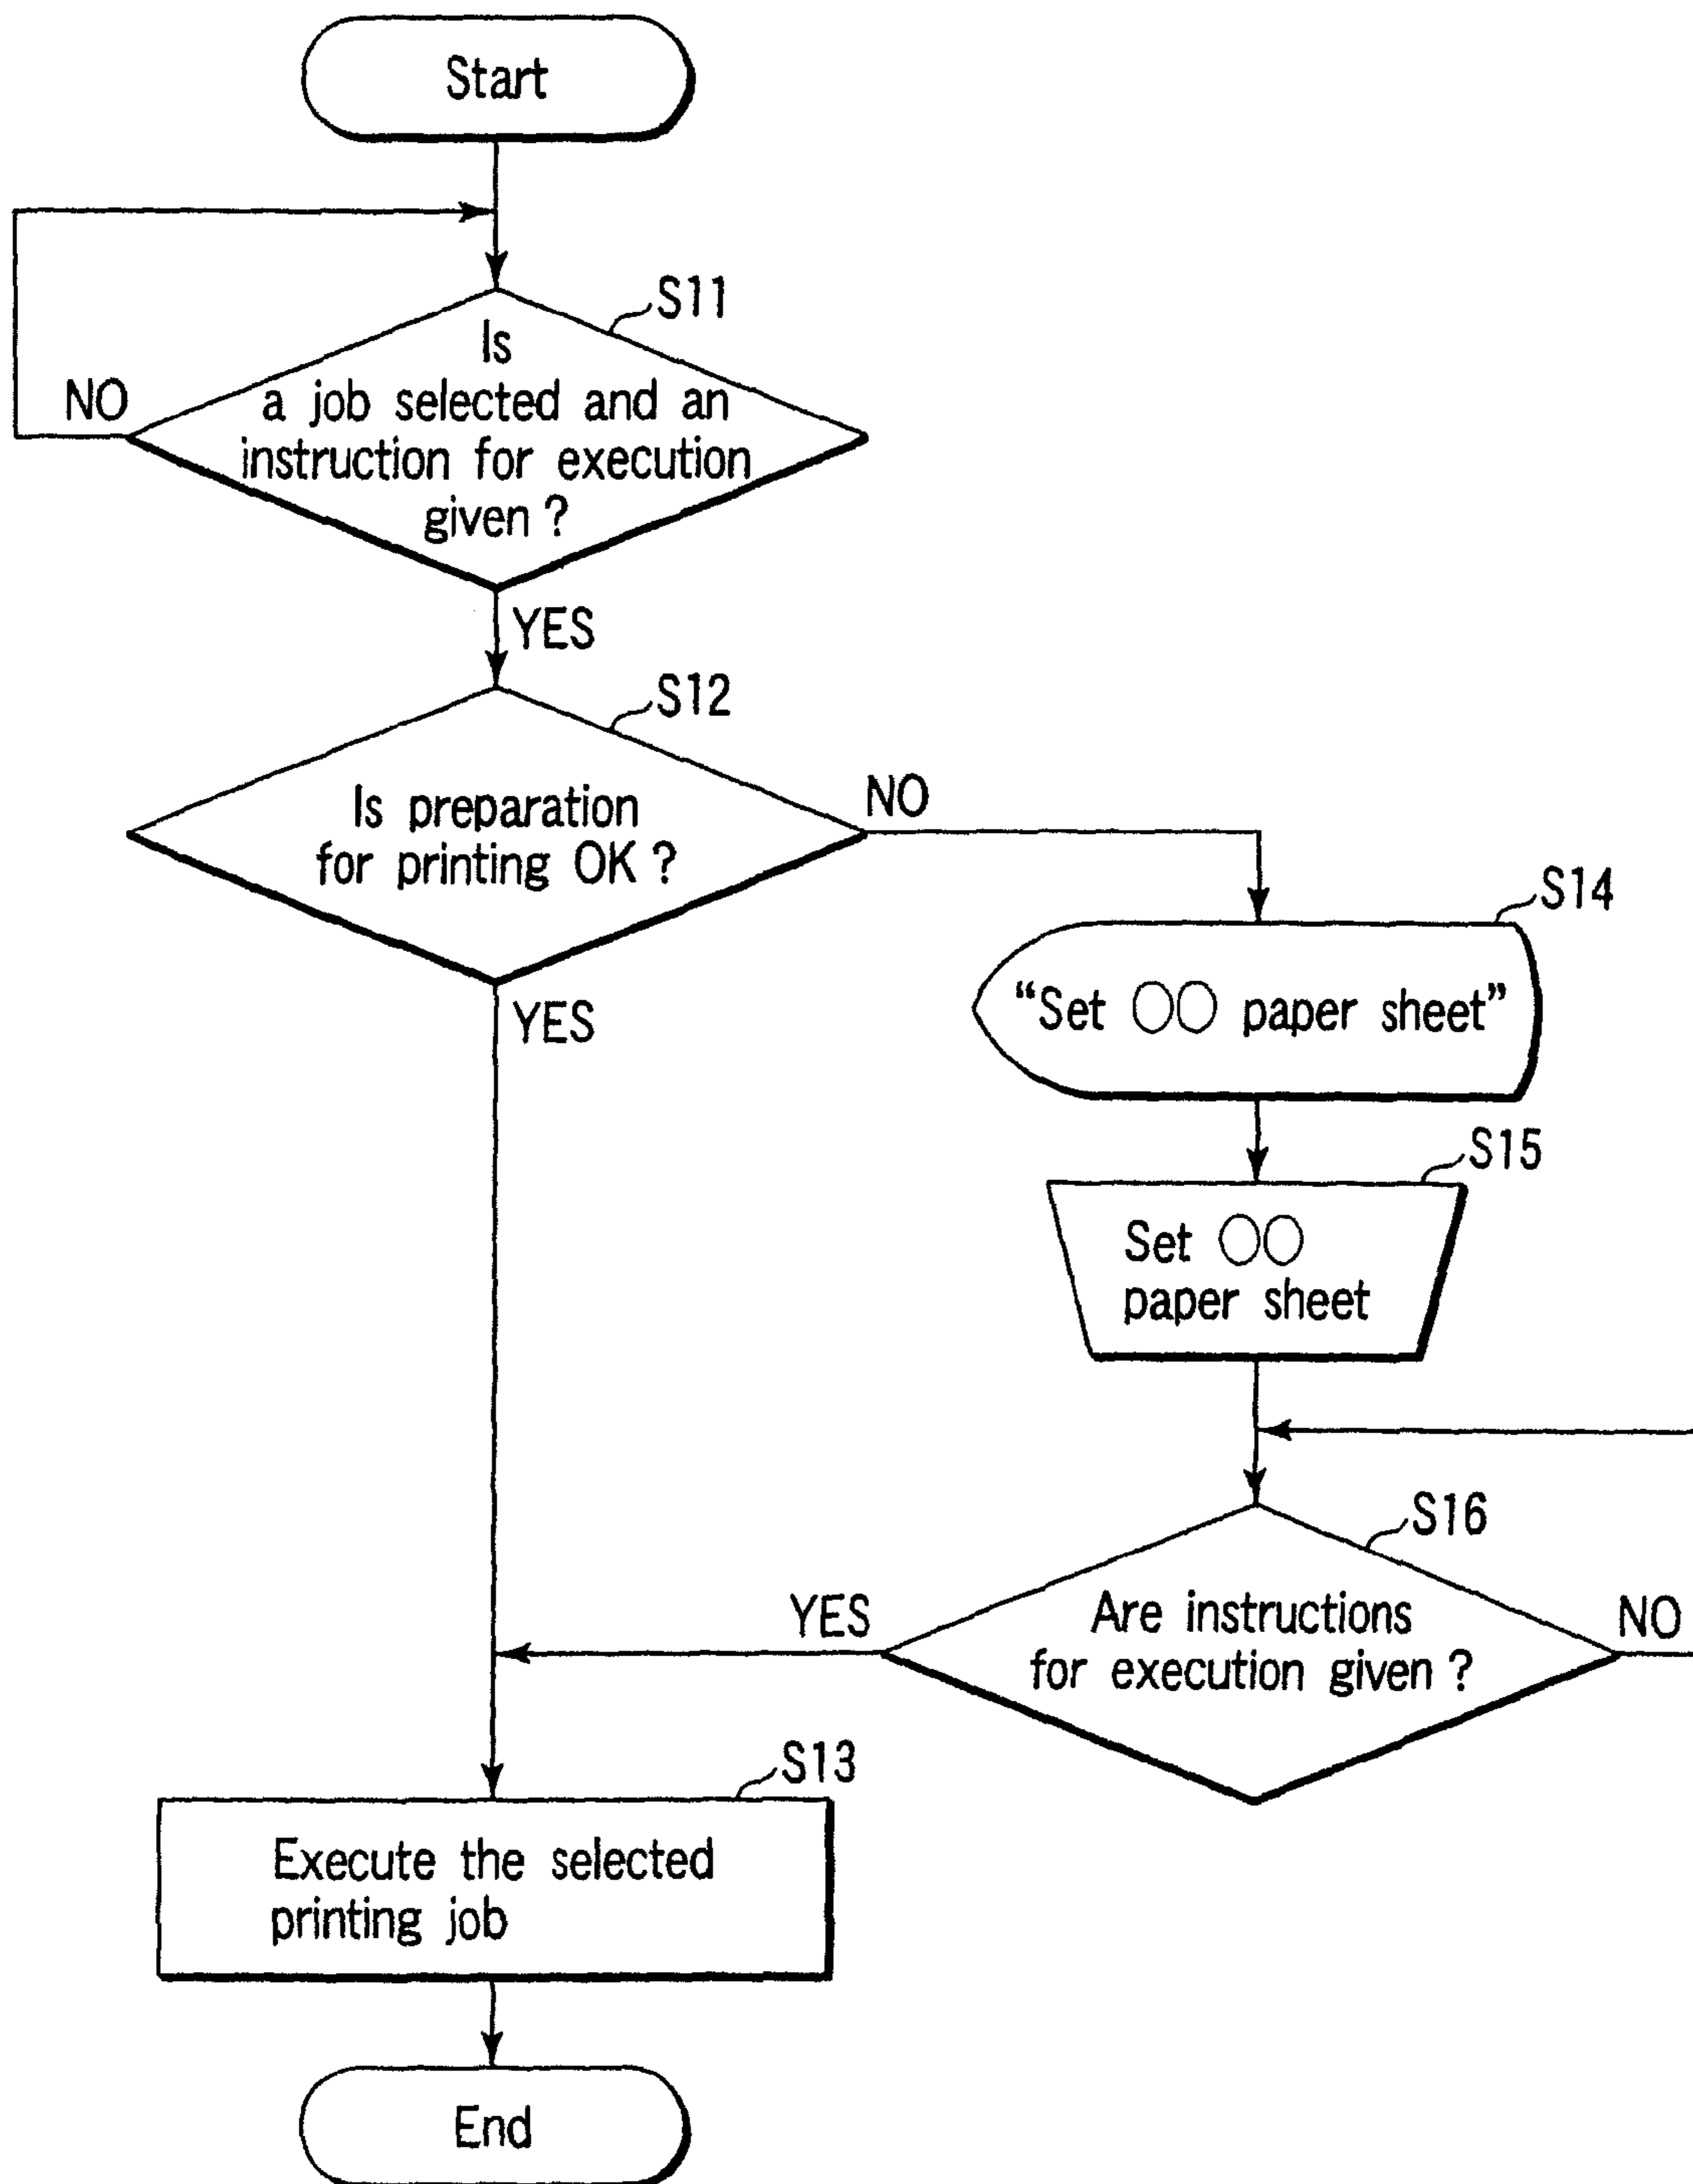 Start
S11
Is
a job selected and an
instruction for execution
given ?
NO
YES
S12
Is preparation
for printing OK ?
NO
YES
S14
“Set ○○ paper sheet”
S15
Set ○○
paper sheet
S16
Are instructions
for execution given ?
YES
NO
S13
Execute the selected
printing job
End